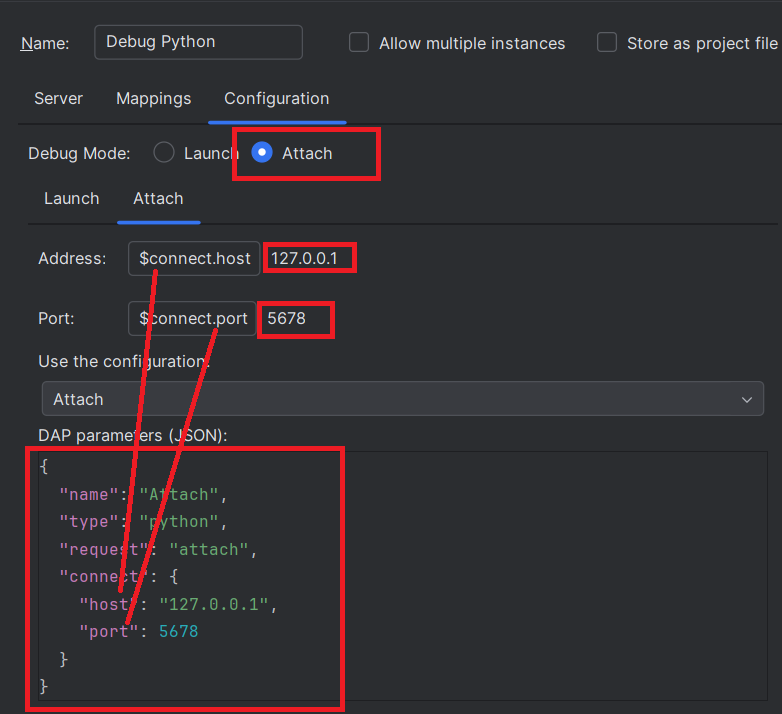 Name: Debug Python Allow multiple instances Store as project file
Server Mappings Configuration
Debug Mode: Launch Attach
Launch Attach
Address: $connect.host 127.0.0.1
Port: $connect.port 5678
Use the configuration:
Attach
DAP parameters (JSON):
{
"name": "Attach",
"type": "python",
"request": "attach",
"connect": {
"host": "127.0.0.1",
"port": 5678
}
}